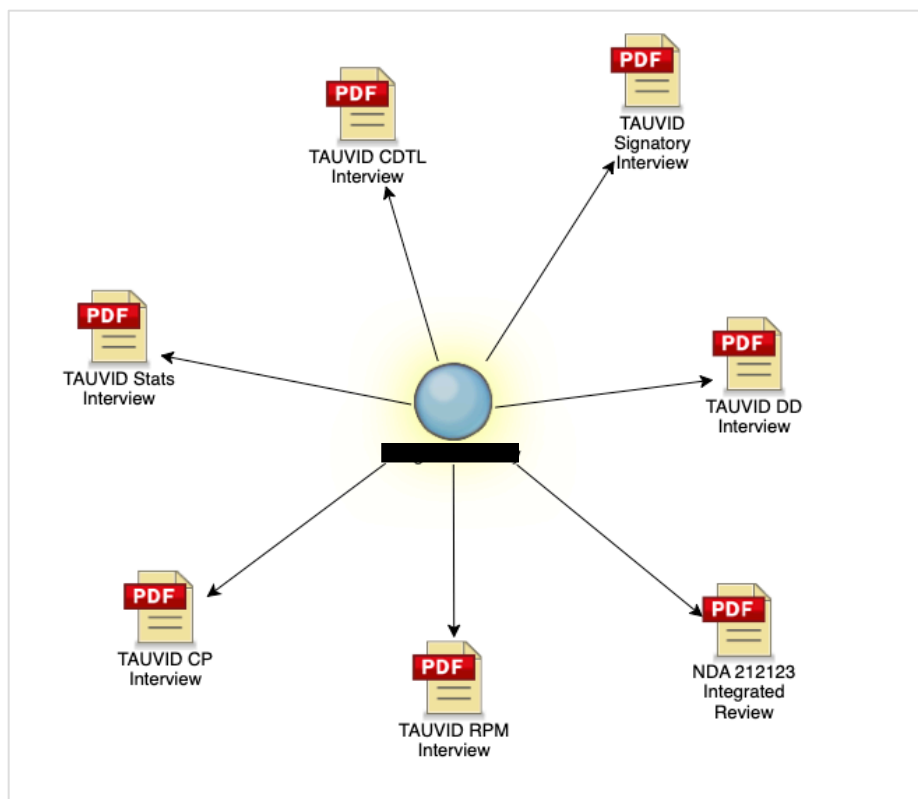 PDF
TAUVID
Signatory
Interview
PDF
TAUVID CDTL
Interview
PDF
TAUVID Stats
Interview
PDF
TAUVID DD
Interview
PDF
TAUVID CP
Interview
PDF
TAUVID RPM
Interview
PDF
NDA 212123
Integrated
Review